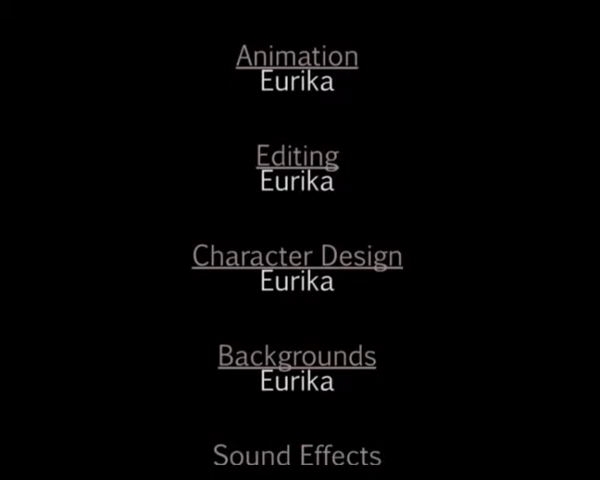 Animation
Eurika
Editing
Eurika
Character Design
Eurika
Backgrounds
Eurika
Sound Effects